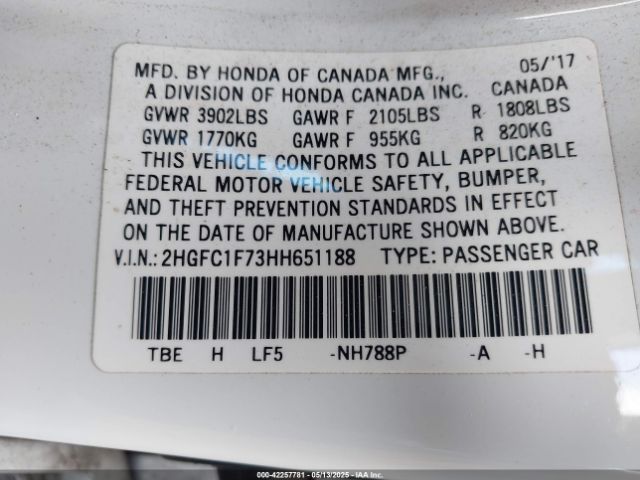 MFD. BY HONDA OF CANADA MFG., 05/'17
A DIVISION OF HONDA CANADA INC. CANADA
GVWR 3902LBS GAWR F 2105LBS R 1808LBS
GVWR 1770KG GAWR F 955KG R 820KG
THIS VEHICLE CONFORMS TO ALL APPLICABLE
FEDERAL MOTOR VEHICLE SAFETY, BUMPER,
AND THEFT PREVENTION STANDARDS IN EFFECT
ON THE DATE OF MANUFACTURE SHOWN ABOVE.
V.I.N.: 2HGFC1F73HH651188 TYPE: PASSENGER CAR
TBE H LF5 -NH788P -A -H
000-42257781 - 05/13/2025 - IAA, INC. ALL RIGHTS RESERVED.